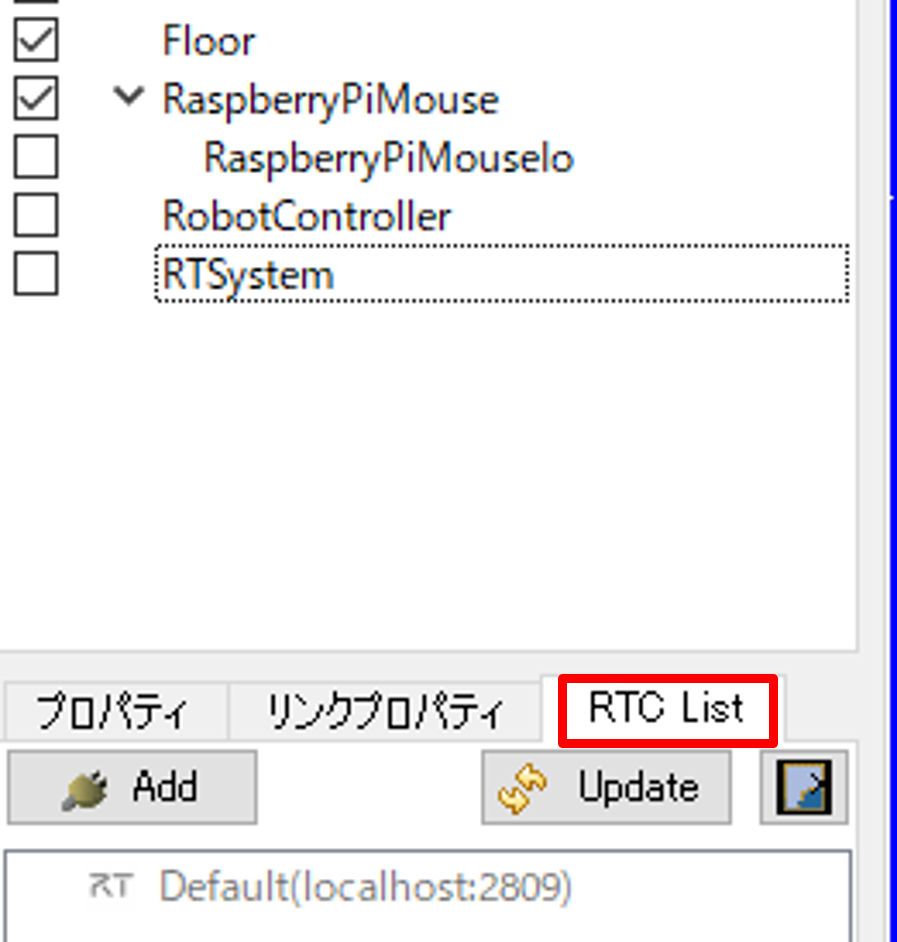 Floor
RaspberryPiMouse
RaspberryPiMouseIo
RobotController
RTSystem
プロパティ リンクプロパティ RTC List
Add Update
RT Default(localhost:2809)